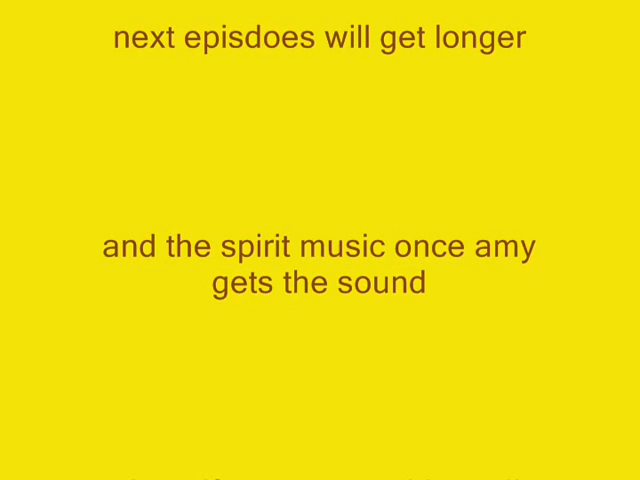 next episdoes will get longer
and the spirit music once amy
gets the sound